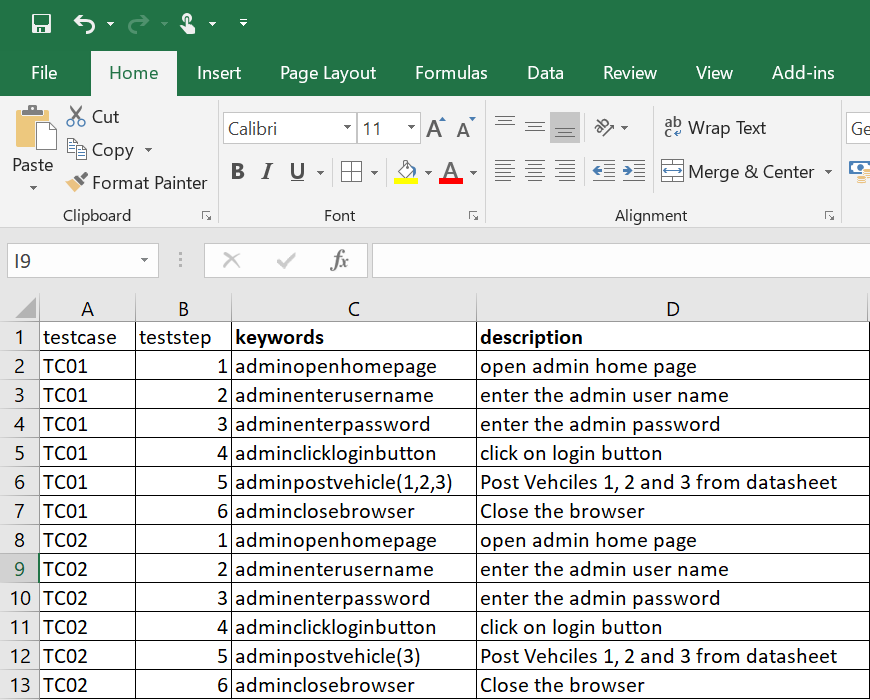 File Home Insert Page Layout Formulas Data Review View Add-ins
Cut
Calibri 11 A A ab c Wrap Text Ge
Paste Copy
Format Painter B I U A Merge & Center
Clipboard Font Alignment
I9 fx
A B C D
1 testcase teststep keywords description
2 TC01 1 adminopenhomepage open admin home page
3 TC01 2 adminenterusername enter the admin user name
4 TC01 3 adminenterpassword enter the admin password
5 TC01 4 adminclickloginbutton click on login button
6 TC01 5 adminpostvehicle(1,2,3) Post Vehciles 1, 2 and 3 from datasheet
7 TC01 6 adminclosebrowser Close the browser
8 TC02 1 adminopenhomepage open admin home page
9 TC02 2 adminenterusername enter the admin user name
10 TC02 3 adminenterpassword enter the admin password
11 TC02 4 adminclickloginbutton click on login button
12 TC02 5 adminpostvehicle(3) Post Vehciles 1, 2 and 3 from datasheet
13 TC02 6 adminclosebrowser Close the browser